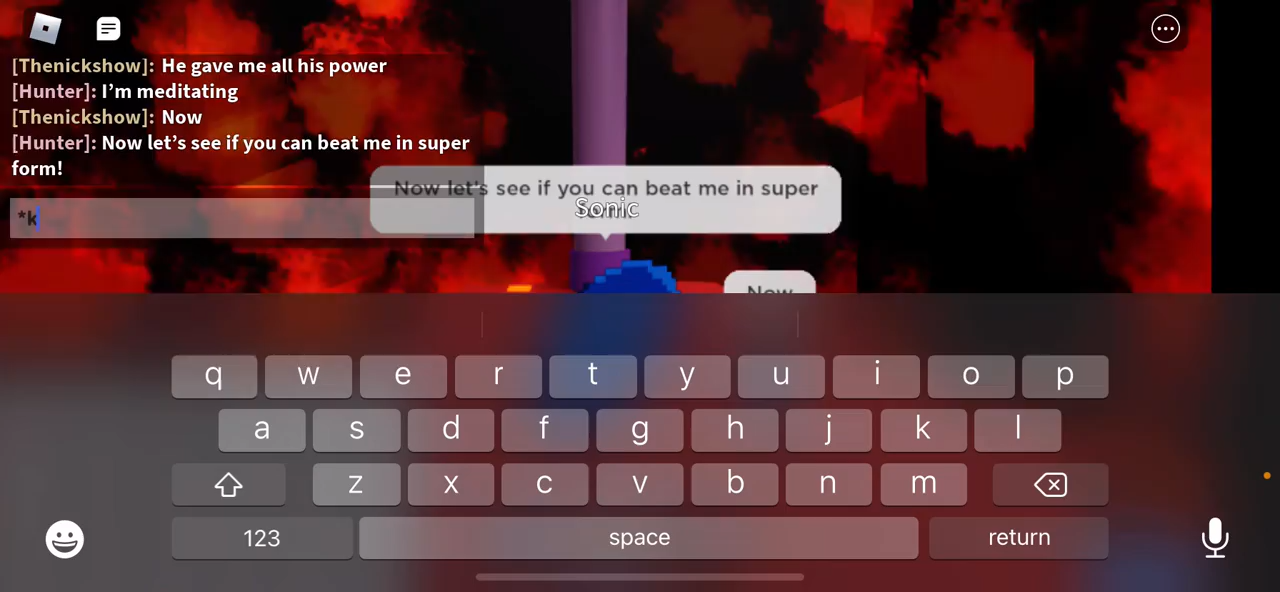 [Thenickshow]: He gave me all his power
[Hunter]: I’m meditating
[Thenickshow]: Now
[Hunter]: Now let’s see if you can beat me in super
form!
Now let's see if you can beat me in super
Sonic
*k
Now
q w e r t y u i o p
a s d f g h j k l
z x c v b n m
123 space return